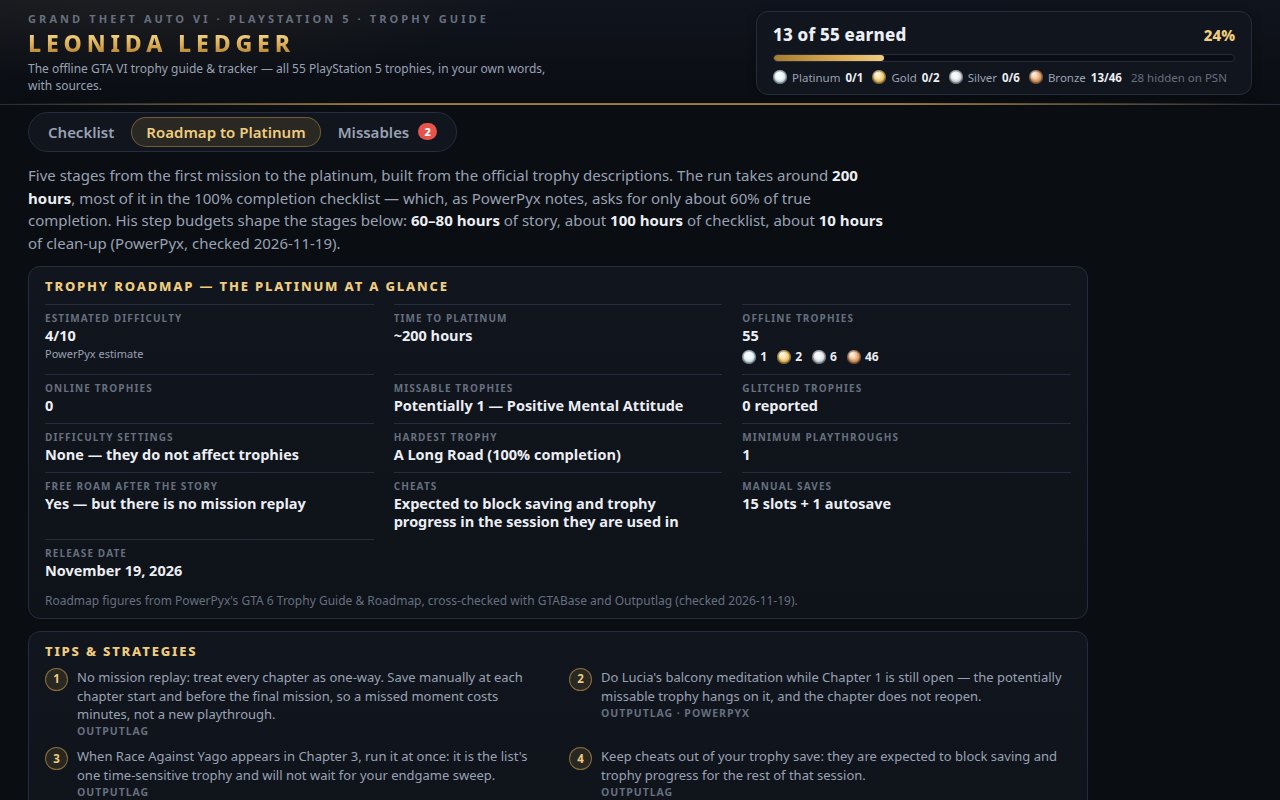 GRAND THEFT AUTO VI · PLAYSTATION 5 · TROPHY GUIDE
LEONIDA LEDGER
The offline GTA VI trophy guide & tracker — all 55 PlayStation 5 trophies, in your own words,
with sources.
13 of 55 earned
24%
Platinum 0/1 Gold 0/2 Silver 0/6 Bronze 13/46 28 hidden on PSN
Checklist
Roadmap to Platinum
Missables 2
Five stages from the first mission to the platinum, built from the official trophy descriptions. The run takes around 200
hours, most of it in the 100% completion checklist — which, as PowerPyx notes, asks for only about 60% of true
completion. His step budgets shape the stages below: 60–80 hours of story, about 100 hours of checklist, about 10 hours
of clean-up (PowerPyx, checked 2026-11-19).
TROPHY ROADMAP — THE PLATINUM AT A GLANCE
ESTIMATED DIFFICULTY
4/10
PowerPyx estimate
TIME TO PLATINUM
~200 hours
OFFLINE TROPHIES
55
1 2 6 46
ONLINE TROPHIES
0
MISSABLE TROPHIES
Potentially 1 — Positive Mental Attitude
GLITCHED TROPHIES
0 reported
DIFFICULTY SETTINGS
None — they do not affect trophies
HARDEST TROPHY
A Long Road (100% completion)
MINIMUM PLAYTHROUGHS
1
FREE ROAM AFTER THE STORY
Yes — but there is no mission replay
CHEATS
Expected to block saving and trophy
progress in the session they are used in
MANUAL SAVES
15 slots + 1 autosave
RELEASE DATE
November 19, 2026
Roadmap figures from PowerPyx's GTA 6 Trophy Guide & Roadmap, cross-checked with GTABase and Outputlag (checked 2026-11-19).
TIPS & STRATEGIES
1 No mission replay: treat every chapter as one-way. Save manually at each
chapter start and before the final mission, so a missed moment costs
minutes, not a new playthrough.
OUTPUTLAG
2 Do Lucia's balcony meditation while Chapter 1 is still open — the potentially
missable trophy hangs on it, and the chapter does not reopen.
OUTPUTLAG · POWERPYX
3 When Race Against Yago appears in Chapter 3, run it at once: it is the list's
one time-sensitive trophy and will not wait for your endgame sweep.
OUTPUTLAG
4 Keep cheats out of your trophy save: they are expected to block saving and
trophy progress for the rest of that session.
OUTPUTLAG